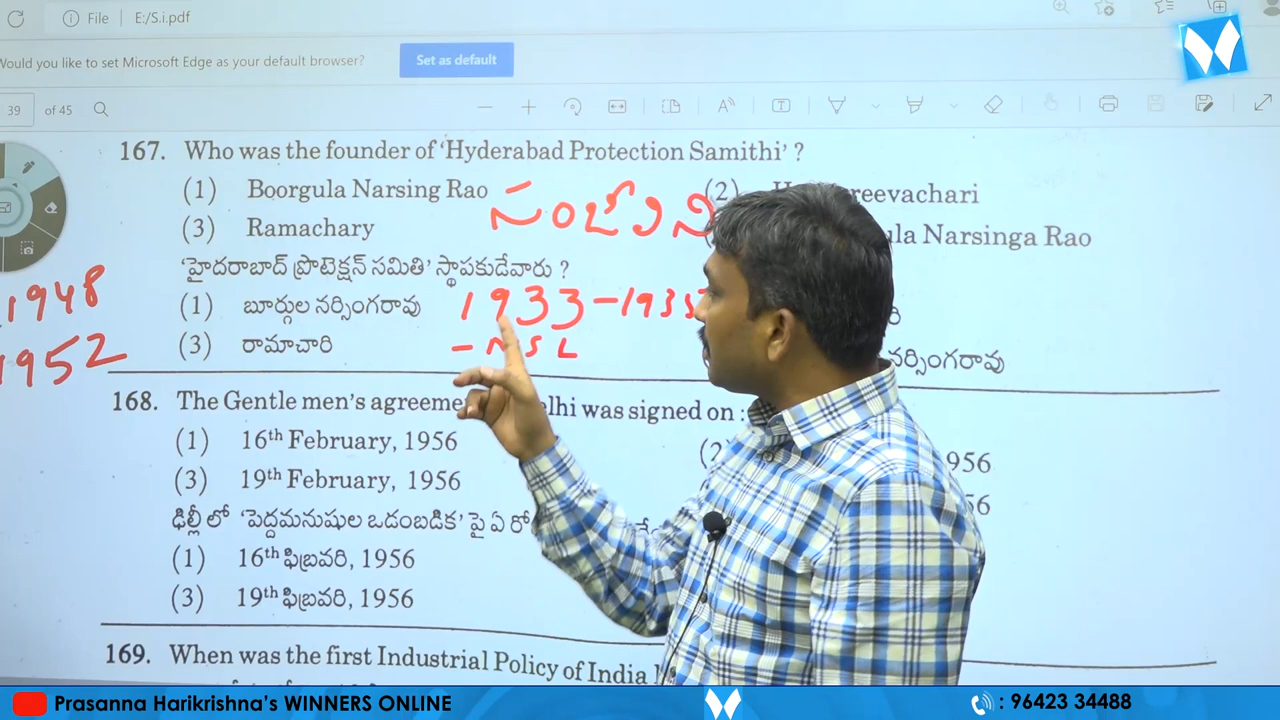 File E:/S.i.pdf
Would you like to set Microsoft Edge as your default browser? Set as default
39 of 45
167. Who was the founder of 'Hyderabad Protection Samithi' ?
(1) Boorgula Narsing Rao (2) reevachari
(3) Ramachary ula Narsinga Rao
'హైదరాబాద్ ప్రొటెక్షన్ సమితి' స్థాపకుడేవారు ?
(1) బూర్గుల నర్సింగరావు 1933 - 193
(3) రామాచారి - NSL నర్సింగరావు
1948
1952
168. The Gentle men's agreeme elhi was signed on :
(1) 16th February, 1956 (2) 956
(3) 19th February, 1956 56
ఢిల్లీ లో 'పెద్దమనుషుల ఒడంబడిక' పై ఏ రో
(1) 16th ఫిబ్రవరి, 1956
(3) 19th ఫిబ్రవరి, 1956
169. When was the first Industrial Policy of India
Prasanna Harikrishna's WINNERS ONLINE : 96423 34488